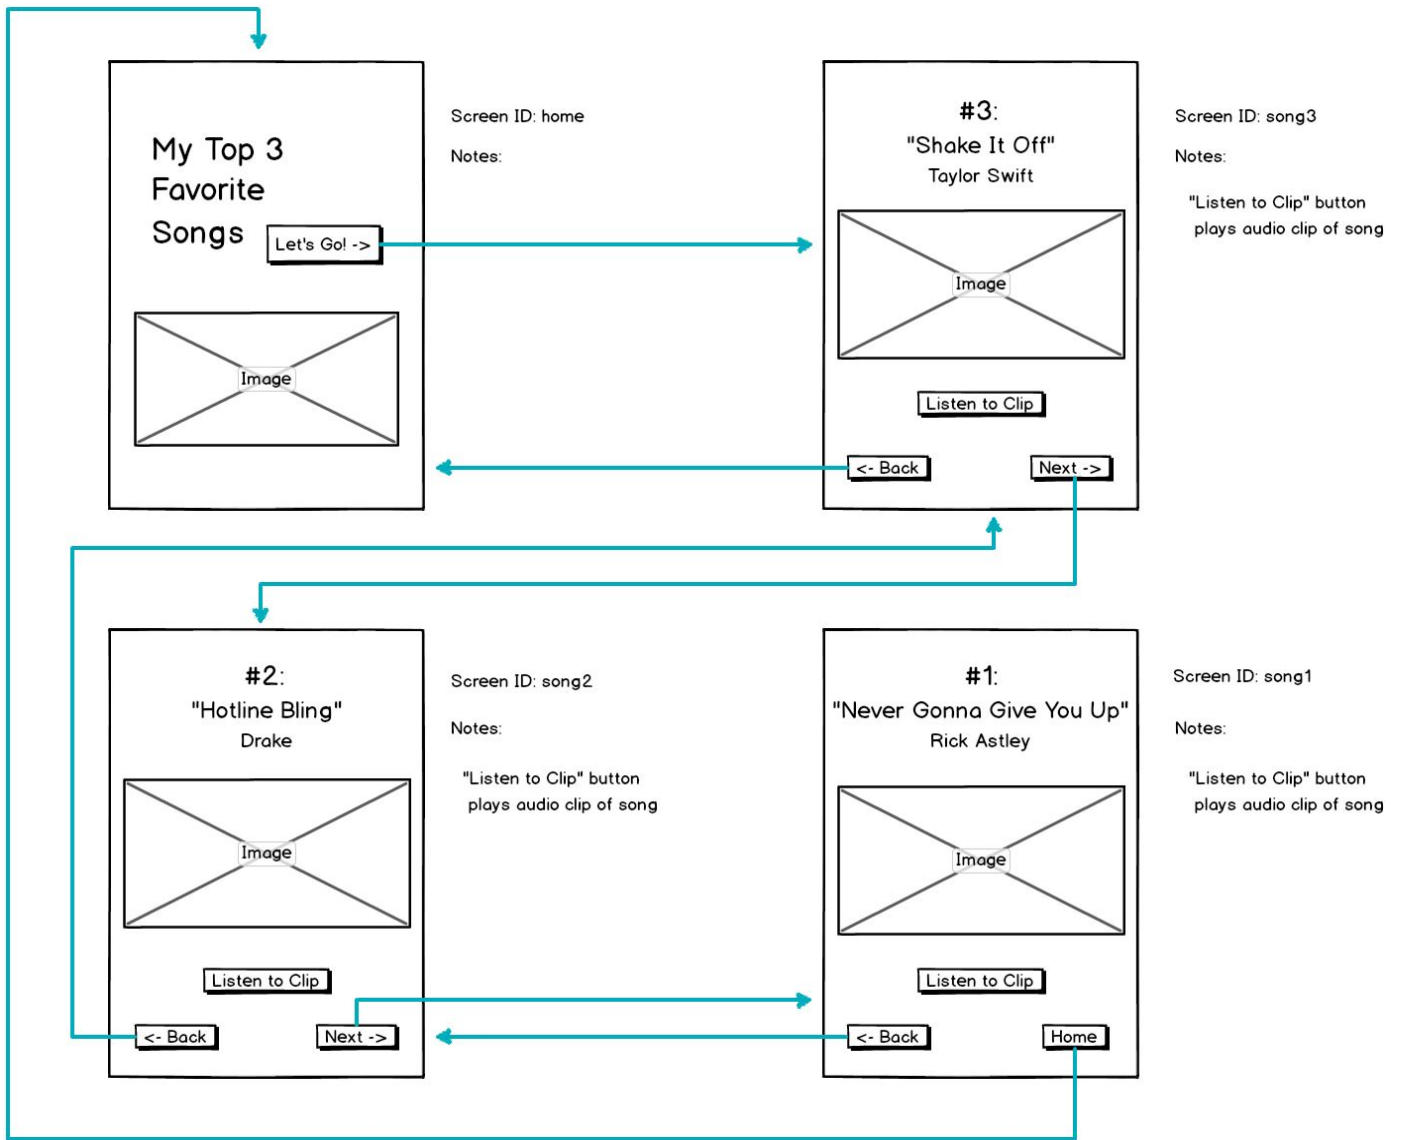 My Top 3
Favorite
Songs
Let's Go! ->
Image
Screen ID: home
Notes:
#3:
"Shake It Off"
Taylor Swift
Image
Listen to Clip
<- Back
Next ->
Screen ID: song3
Notes:
"Listen to Clip" button
plays audio clip of song
#2:
"Hotline Bling"
Drake
Image
Listen to Clip
<- Back
Next ->
Screen ID: song2
Notes:
"Listen to Clip" button
plays audio clip of song
#1:
"Never Gonna Give You Up"
Rick Astley
Image
Listen to Clip
<- Back
Home
Screen ID: song1
Notes:
"Listen to Clip" button
plays audio clip of song